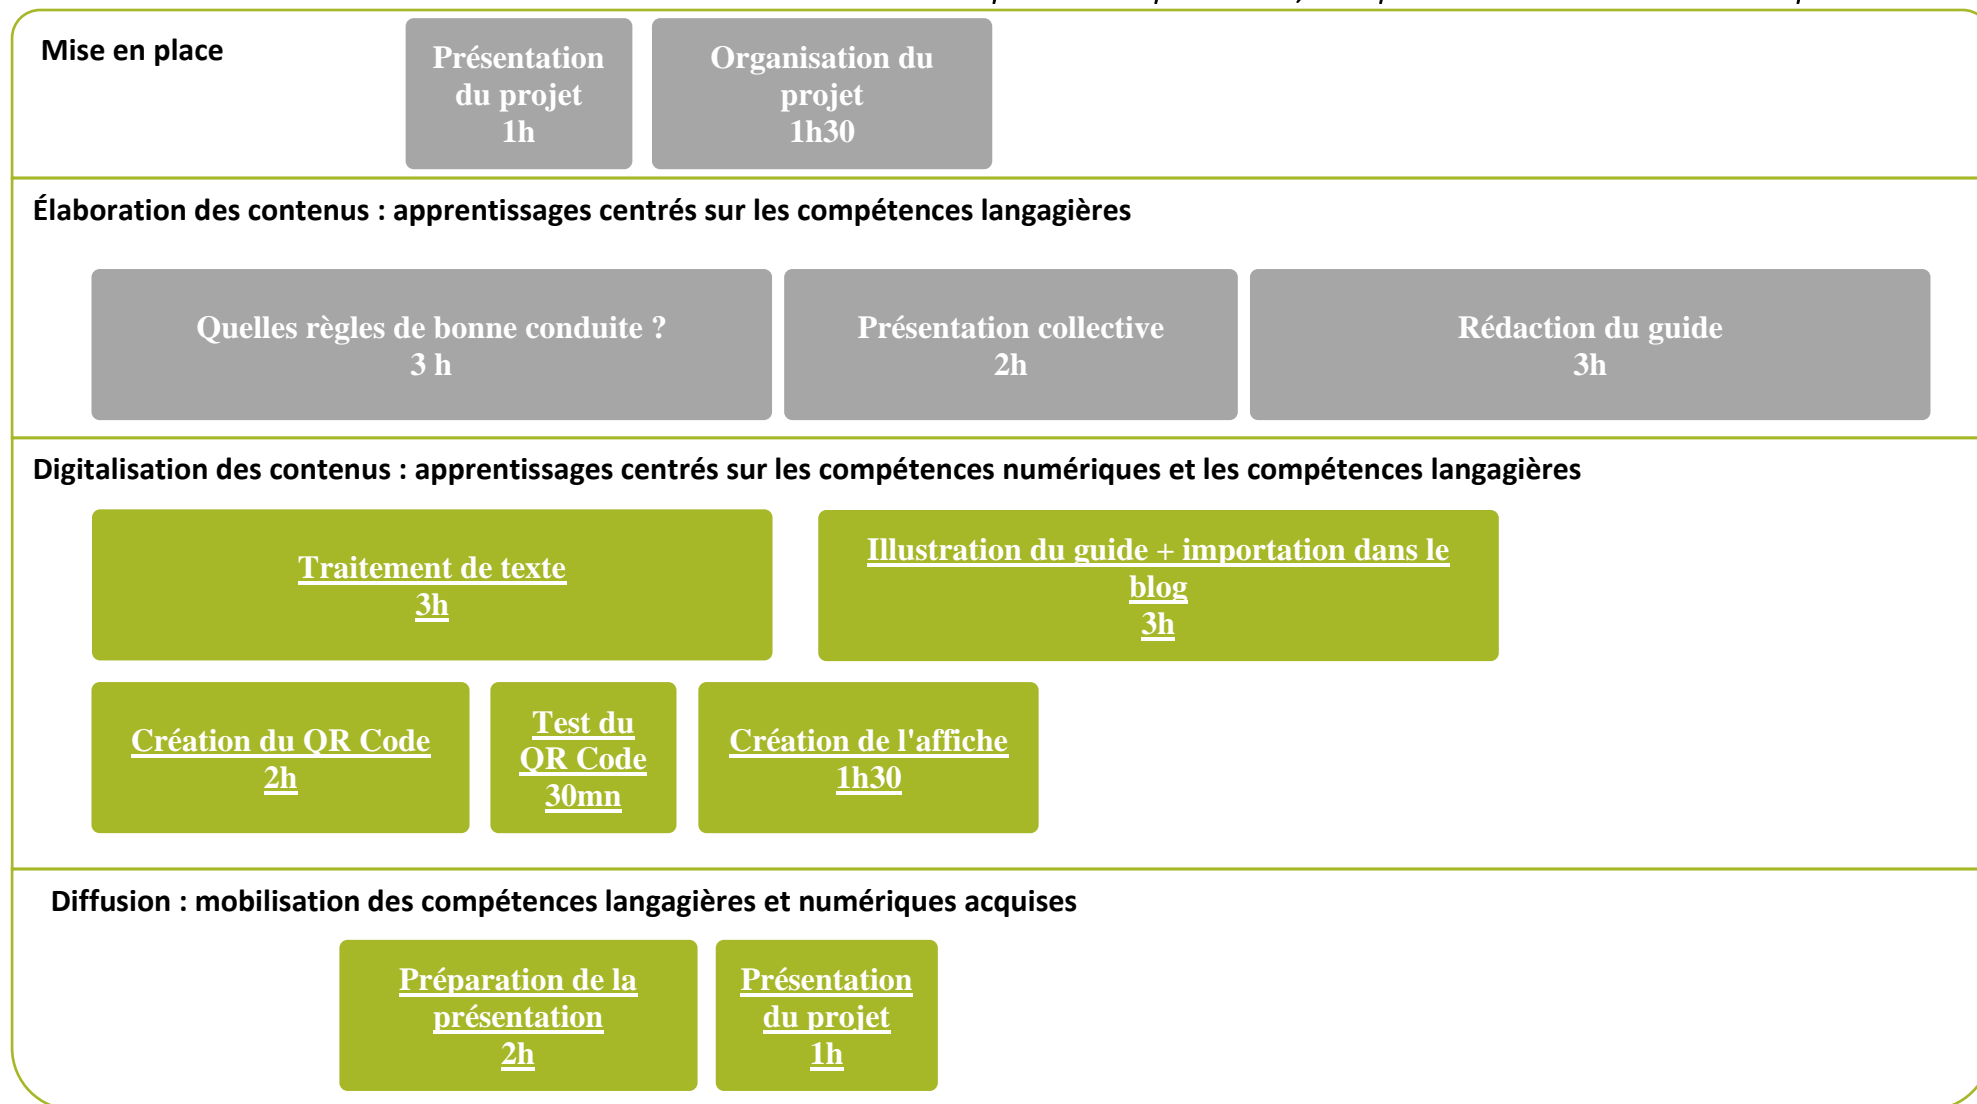 Mise en place
Présentation
du projet
1h
Organisation du
projet
1h30
Élaboration des contenus : apprentissages centrés sur les compétences langagières
Quelles règles de bonne conduite ?
3 h
Présentation collective
2h
Rédaction du guide
3h
Digitalisation des contenus : apprentissages centrés sur les compétences numériques et les compétences langagières
Traitement de texte
3h
Illustration du guide + importation dans le
blog
3h
Création du QR Code
2h
Test du
QR Code
30mn
Création de l'affiche
1h30
Diffusion : mobilisation des compétences langagières et numériques acquises
Préparation de la
présentation
2h
Présentation
du projet
1h